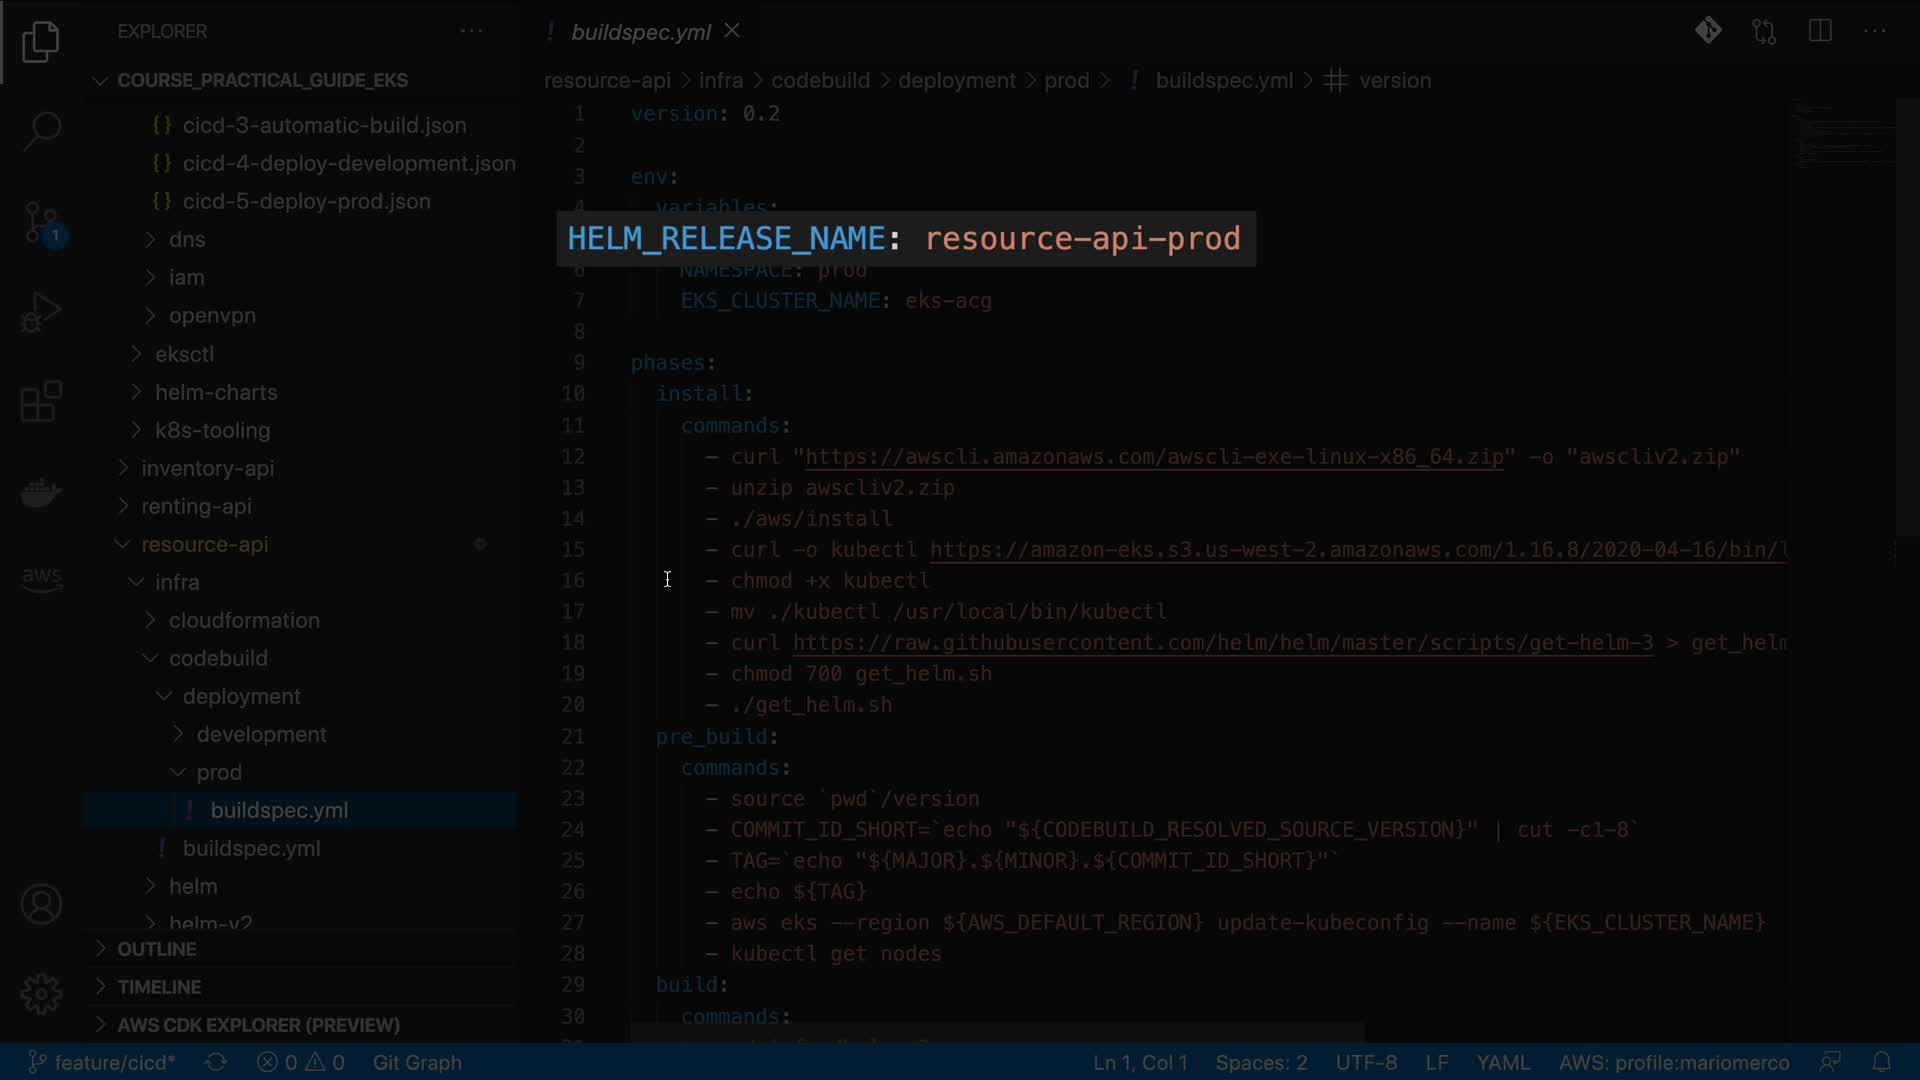 EXPLORER
COURSE_PRACTICAL_GUIDE_EKS
{} cicd-3-automatic-build.json
{} cicd-4-deploy-development.json
{} cicd-5-deploy-prod.json
dns
iam
openvpn
eksctl
helm-charts
k8s-tooling
inventory-api
renting-api
resource-api
infra
cloudformation
codebuild
deployment
development
prod
! buildspec.yml
! buildspec.yml
helm
helm-v2
OUTLINE
TIMELINE
AWS CDK EXPLORER (PREVIEW)
1
aws
! buildspec.yml
resource-api > infra > codebuild > deployment > prod > ! buildspec.yml > version
1 version: 0.2
2
3 env:
4 variables:
HELM_RELEASE_NAME: resource-api-prod
6 NAMESPACE: prod
7 EKS_CLUSTER_NAME: eks-acg
8
9 phases:
10 install:
11 commands:
12 - curl "https://awscli.amazonaws.com/awscli-exe-linux-x86_64.zip" -o "awscliv2.zip"
13 - unzip awscliv2.zip
14 - ./aws/install
15 - curl -o kubectl https://amazon-eks.s3.us-west-2.amazonaws.com/1.16.8/2020-04-16/bin/l
16 - chmod +x kubectl
17 - mv ./kubectl /usr/local/bin/kubectl
18 - curl https://raw.githubusercontent.com/helm/helm/master/scripts/get-helm-3 > get_helm
19 - chmod 700 get_helm.sh
20 - ./get_helm.sh
21 pre_build:
22 commands:
23 - source `pwd`/version
24 - COMMIT_ID_SHORT=`echo "${CODEBUILD_RESOLVED_SOURCE_VERSION}" | cut -c1-8`
25 - TAG=`echo "${MAJOR}.${MINOR}.${COMMIT_ID_SHORT}"`
26 - echo ${TAG}
27 - aws eks --region ${AWS_DEFAULT_REGION} update-kubeconfig --name ${EKS_CLUSTER_NAME}
28 - kubectl get nodes
29 build:
30 commands:
feature/cicd* 0 0 Git Graph Ln 1, Col 1 Spaces: 2 UTF-8 LF YAML AWS: profile:mariomerco